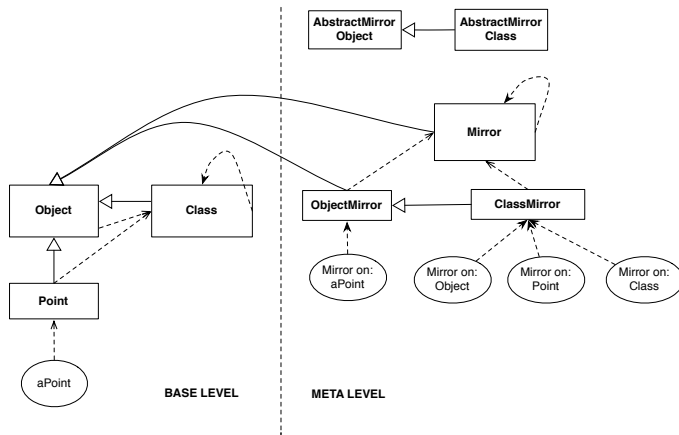 AbstractMirror
Object
AbstractMirror
Class
Mirror
Object
Class
ObjectMirror
ClassMirror
Mirror on:
aPoint
Mirror on:
Object
Mirror on:
Point
Mirror on:
Class
Point
aPoint
BASE LEVEL
META LEVEL